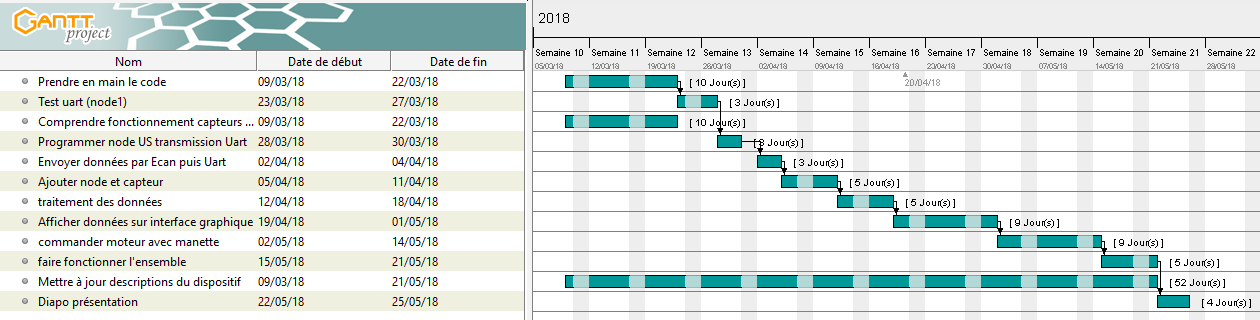 GANTT
project
2018
Semaine 10 Semaine 11 Semaine 12 Semaine 13 Semaine 14 Semaine 15 Semaine 16 Semaine 17 Semaine 18 Semaine 19 Semaine 20 Semaine 21 Semaine 22
Nom Date de début Date de fin
05/03/18 12/03/18 19/03/18 26/03/18 02/04/18 09/04/18 16/04/18 23/04/18 30/04/18 07/05/18 14/05/18 21/05/18 28/05/18
Prendre en main le code 09/03/18 22/03/18 [ 10 Jour(s) ] 20/04/18
Test uart (node1) 23/03/18 27/03/18 [ 3 Jour(s) ]
Comprendre fonctionnement capteurs ... 09/03/18 22/03/18 [ 10 Jour(s) ]
Programmer node US transmission Uart 28/03/18 30/03/18 [ 3 Jour(s) ]
Envoyer données par Ecan puis Uart 02/04/18 04/04/18 [ 3 Jour(s) ]
Ajouter node et capteur 05/04/18 11/04/18 [ 5 Jour(s) ]
traitement des données 12/04/18 18/04/18 [ 5 Jour(s) ]
Afficher données sur interface graphique 19/04/18 01/05/18 [ 9 Jour(s) ]
commander moteur avec manette 02/05/18 14/05/18 [ 9 Jour(s) ]
faire fonctionner l'ensemble 15/05/18 21/05/18 [ 5 Jour(s) ]
Mettre à jour descriptions du dispositif 09/03/18 21/05/18 [ 52 Jour(s) ]
Diapo présentation 22/05/18 25/05/18 [ 4 Jour(s) ]